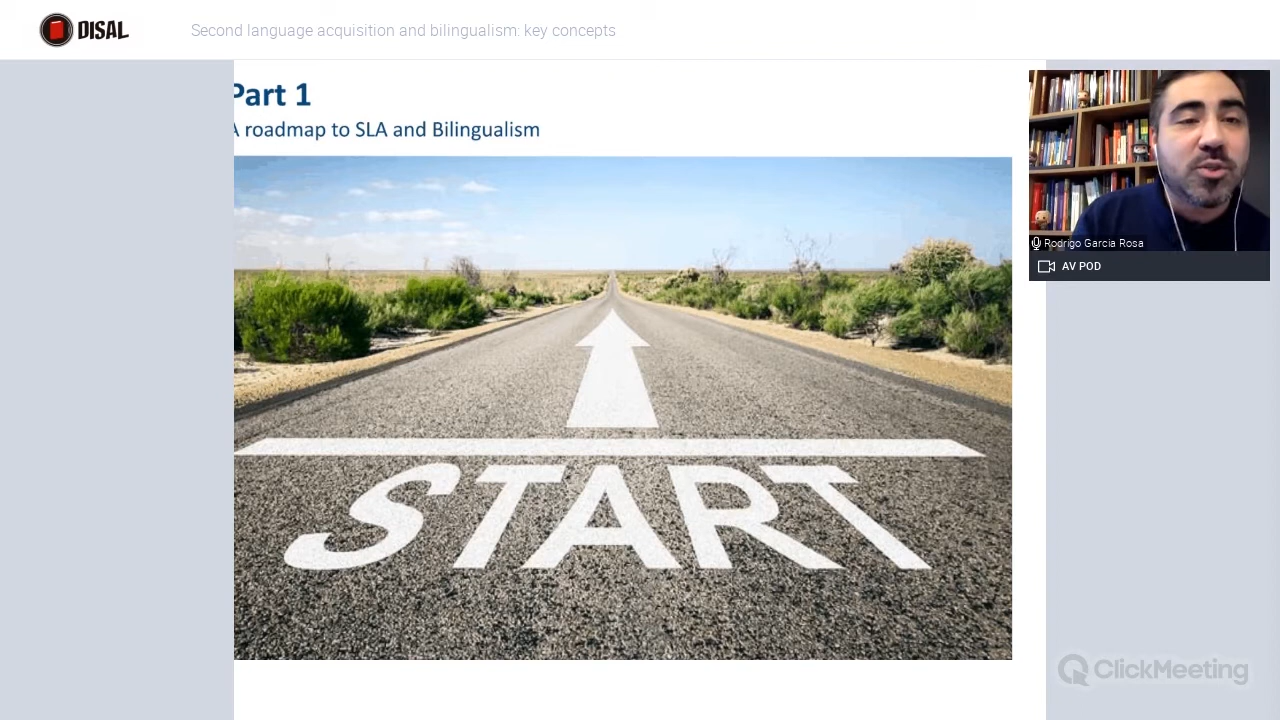 DISAL
Second language acquisition and bilingualism: key concepts
Part 1
A roadmap to SLA and Bilingualism
START
Rodrigo Garcia Rosa
AV POD
ClickMeeting